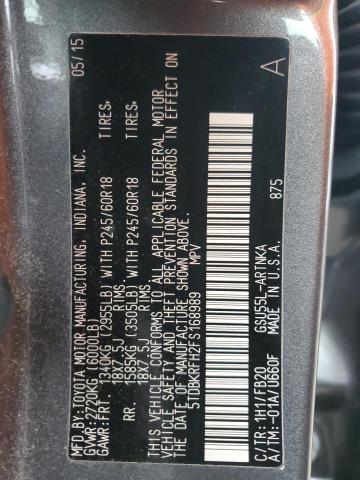 MFD.BY:TOYOTA MOTOR MANUFACTURING, INDIANA, INC. 05/15
GVWR:2720KG(6000LB)
GAWR:FRT 1340KG(2955LB) WITH P245/60R18 TIRES,
18X7.5J RIMS.
RR 1585KG(3505LB) WITH P245/60R18 TIRES,
18X7.5J RIMS.
THIS VEHICLE CONFORMS TO ALL APPLICABLE FEDERAL MOTOR
VEHICLE SAFETY AND THEFT PREVENTION STANDARDS IN EFFECT
ON THE DATE OF MANUFACTURE SHOWN ABOVE.
5TDBKRFH2FS168989 MPV
A
C/TR:1H1/FB20 GSU55L-ARTNKA 875
A/TM:-01A/U660F MADE IN U.S.A.